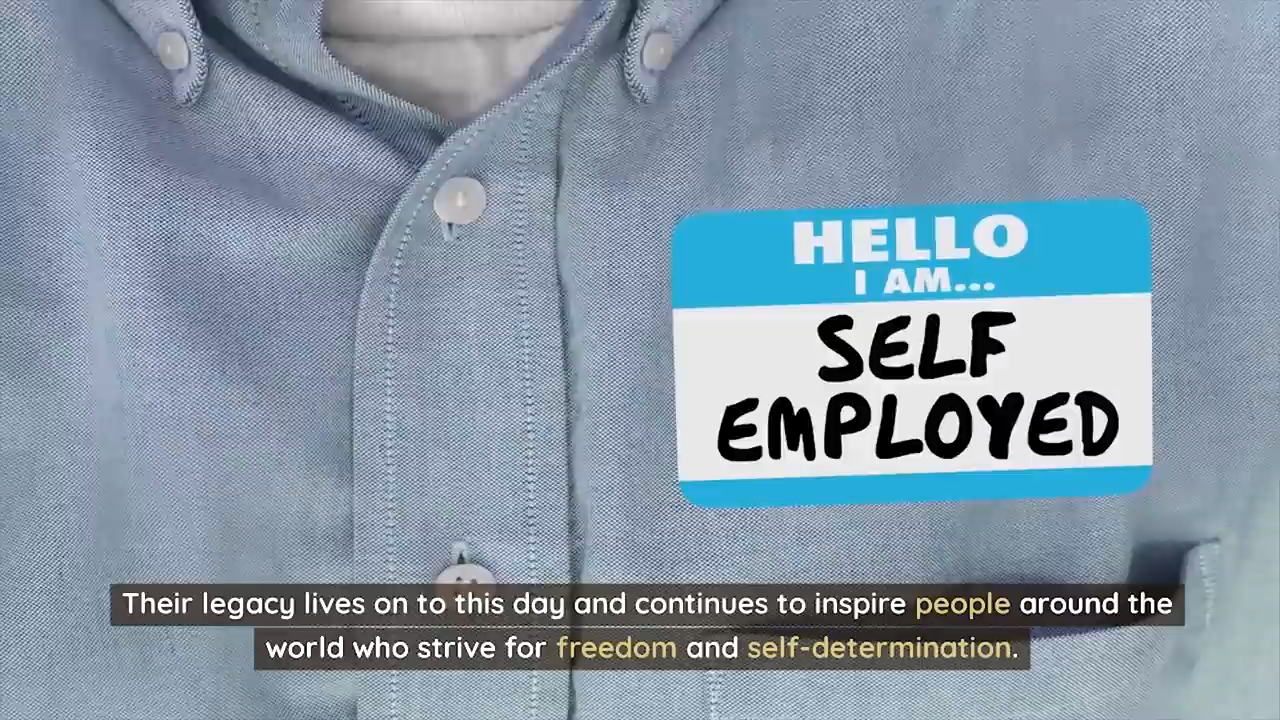 HELLO
I AM...
SELF
EMPLOYED
Their legacy lives on to this day and continues to inspire people around the
world who strive for freedom and self-determination.